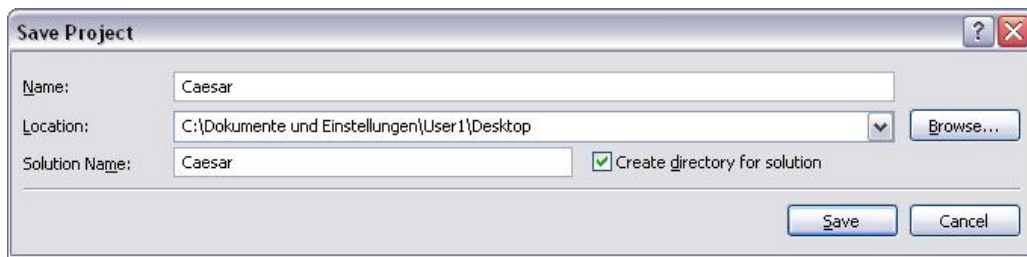 Save Project
Name: Caesar
Location: C:\Dokumente und Einstellungen\User1\Desktop Browse...
Solution Name: Caesar Create directory for solution
Save Cancel